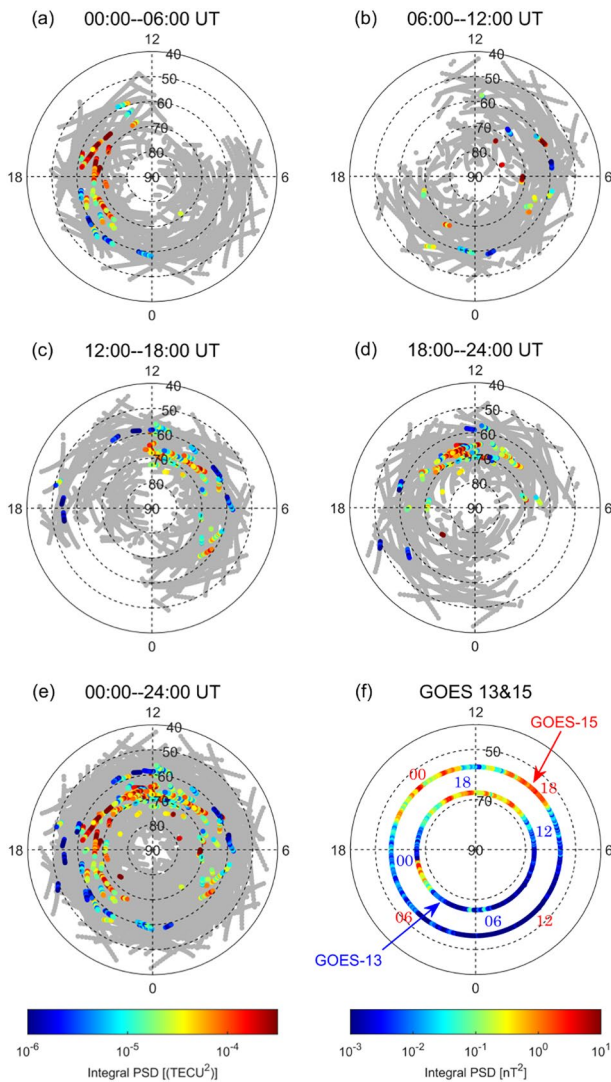 (a) 00:00--06:00 UT
12
40
50
60
70
80
18 90 6
0
(b) 06:00--12:00 UT
12
40
50
60
70
80
18 90 6
0
(c) 12:00--18:00 UT
12
40
50
60
70
80
18 90 6
0
(d) 18:00--24:00 UT
12
40
50
60
70
80
18 90 6
0
(e) 00:00--24:00 UT
12
40
50
60
70
80
18 90 6
0
(f) GOES 13&15
12
GOES-15
50
00 18
18
70
12
18 00 90 6
06 06 12
GOES-13
0
10^-6 10^-5 10^-4
Integral PSD [(TECU^2)]
10^-3 10^-2 10^-1 10^0 10^1
Integral PSD [nT^2]